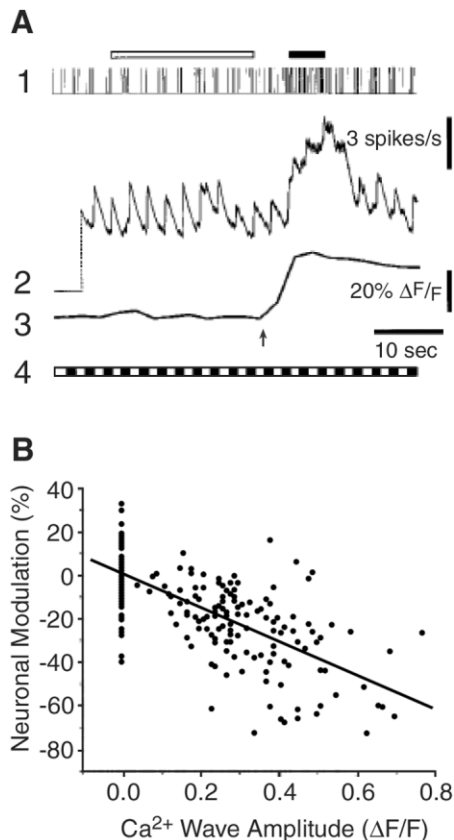 A
1
3 spikes/s
2
20% ΔF/F
3
10 sec
4
B
Neuronal Modulation (%)
40
20
0
-20
-40
-60
-80
0.0 0.2 0.4 0.6 0.8
Ca²⁺ Wave Amplitude (ΔF/F)